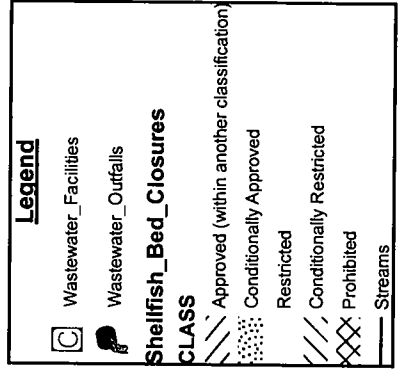 Legend
C Wastewater_Facilities
Wastewater_Outfalls
Shellfish_Bed_Closures
CLASS
Approved (within another classification)
Conditionally Approved
Restricted
Conditionally Restricted
Prohibited
Streams